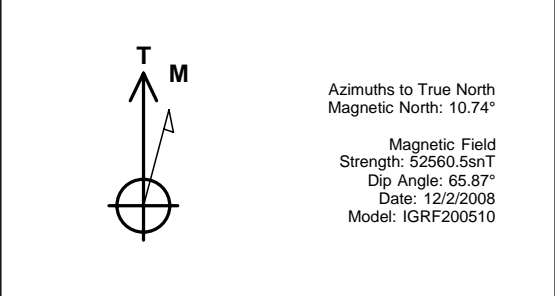 T
M
Azimuths to True North
Magnetic North: 10.74°
Magnetic Field
Strength: 52560.5snT
Dip Angle: 65.87°
Date: 12/2/2008
Model: IGRF200510